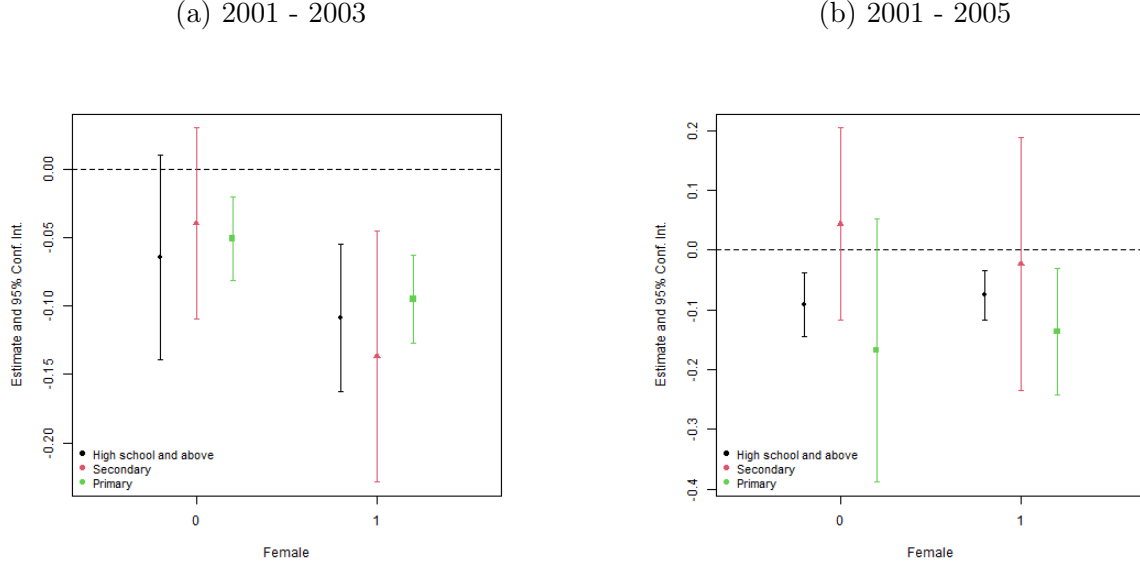 (a) 2001 - 2003
Estimate and 95% Conf. Int.
0.00
-0.05
-0.10
-0.15
-0.20
High school and above
Secondary
Primary
0
1
Female
(b) 2001 - 2005
Estimate and 95% Conf. Int.
0.2
0.1
0.0
-0.1
-0.2
-0.3
-0.4
High school and above
Secondary
Primary
0
1
Female